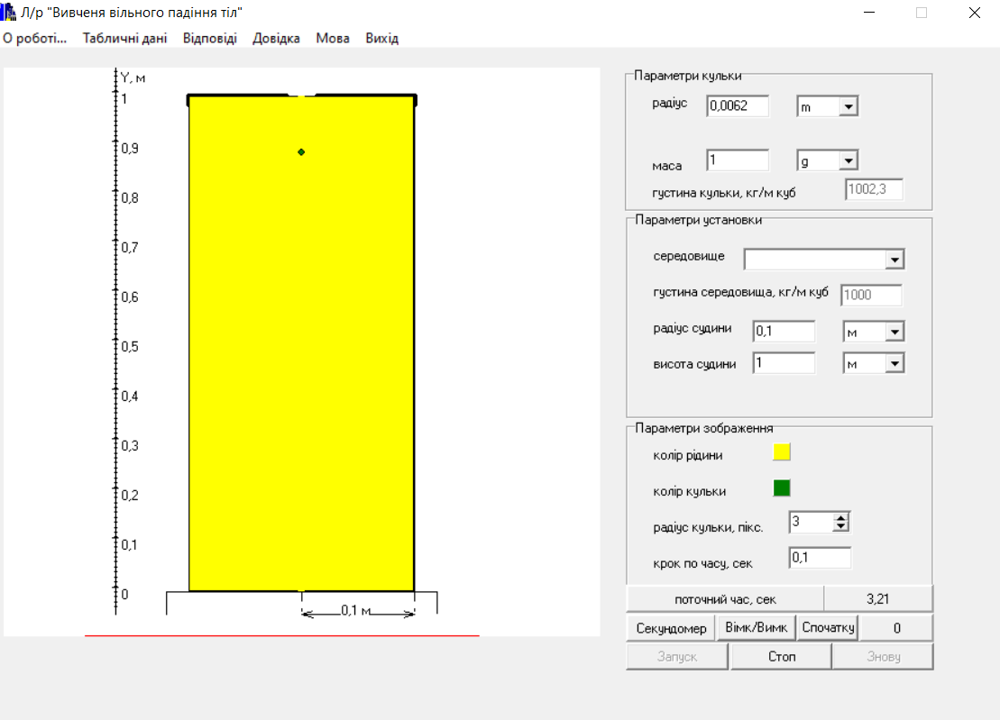 Л/р "Вивченя вільного падіння тіл"
О роботі... Табличні дані Відповіді Довідка Мова Вихід
Y, м
1
0,9
0,8
0,7
0,6
0,5
0,4
0,3
0,2
0,1
0
0,1 м
Параметри кульки
радіус 0,0062 m
маса 1 g
густина кульки, кг/м куб 1002,3
Параметри установки
середовище
густина середовища, кг/м куб 1000
радіус судини 0,1 м
висота судини 1 м
Параметри зображення
колір рідини
колір кульки
радіус кульки, пікс. 3
крок по часу, сек 0,1
поточний час, сек 3,21
Секундомер Вімк/Вимк Спочатку 0
Запуск Стоп Знову